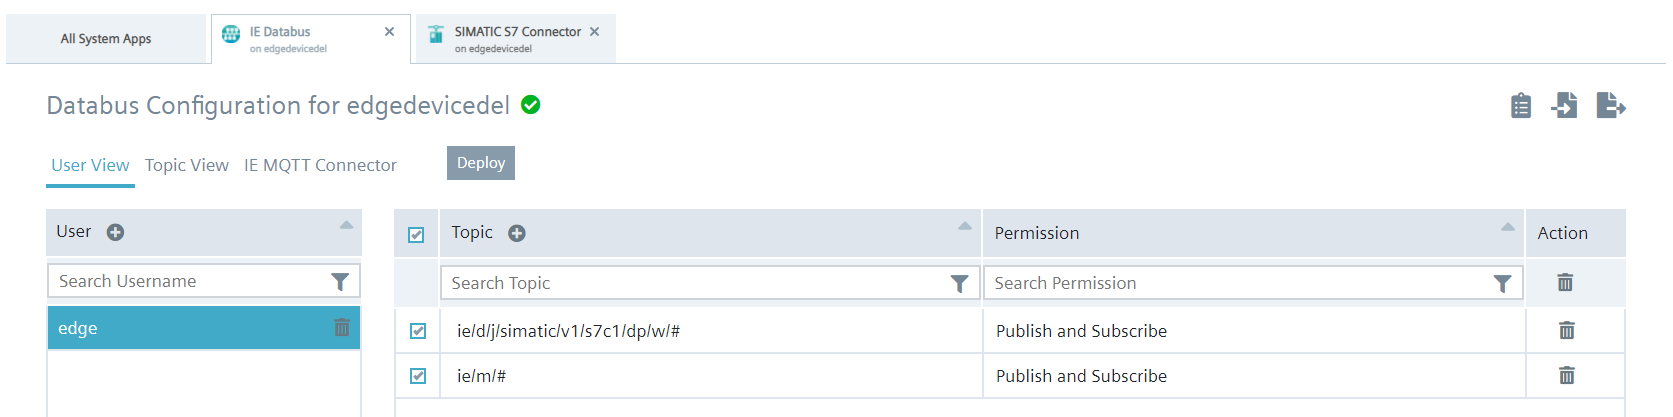 All System Apps
IE Databus
on edgedevicedel
SIMATIC S7 Connector
on edgedevicedel
Databus Configuration for edgedevicedel
User View Topic View IE MQTT Connector Deploy
User
Topic Permission Action
Search Username
Search Topic Search Permission
edge
ie/d/j/simatic/v1/s7c1/dp/w/# Publish and Subscribe
ie/m/# Publish and Subscribe